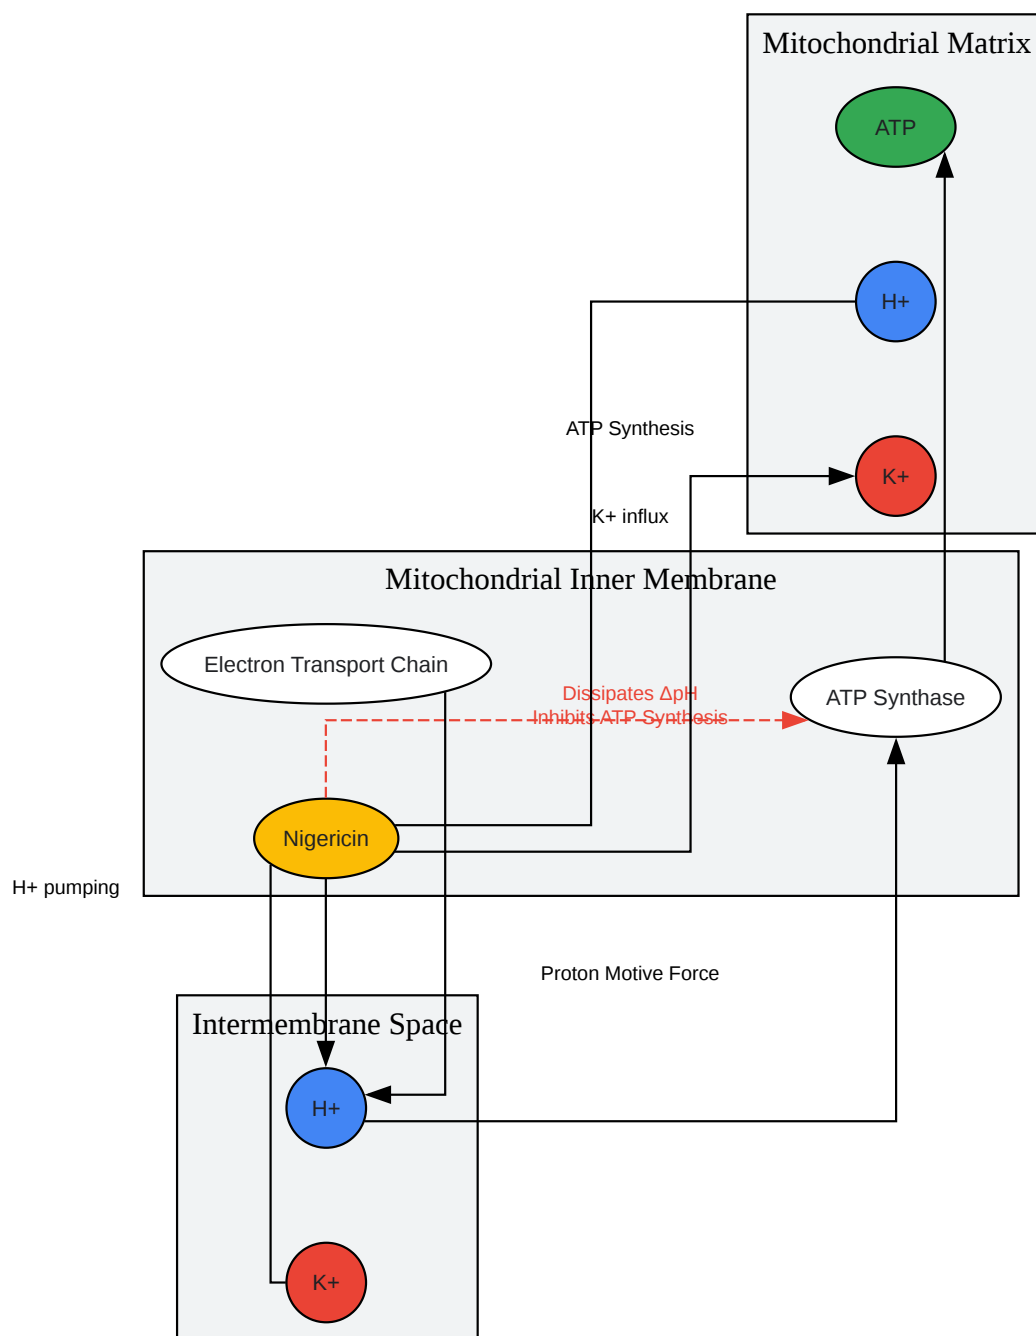 Mitochondrial Matrix
ATP
H+
ATP Synthesis
K+
K+ influx
Mitochondrial Inner Membrane
Electron Transport Chain
Dissipates ΔpH
Inhibits ATP Synthesis
ATP Synthase
Nigericin
H+ pumping
Proton Motive Force
Intermembrane Space
H+
K+